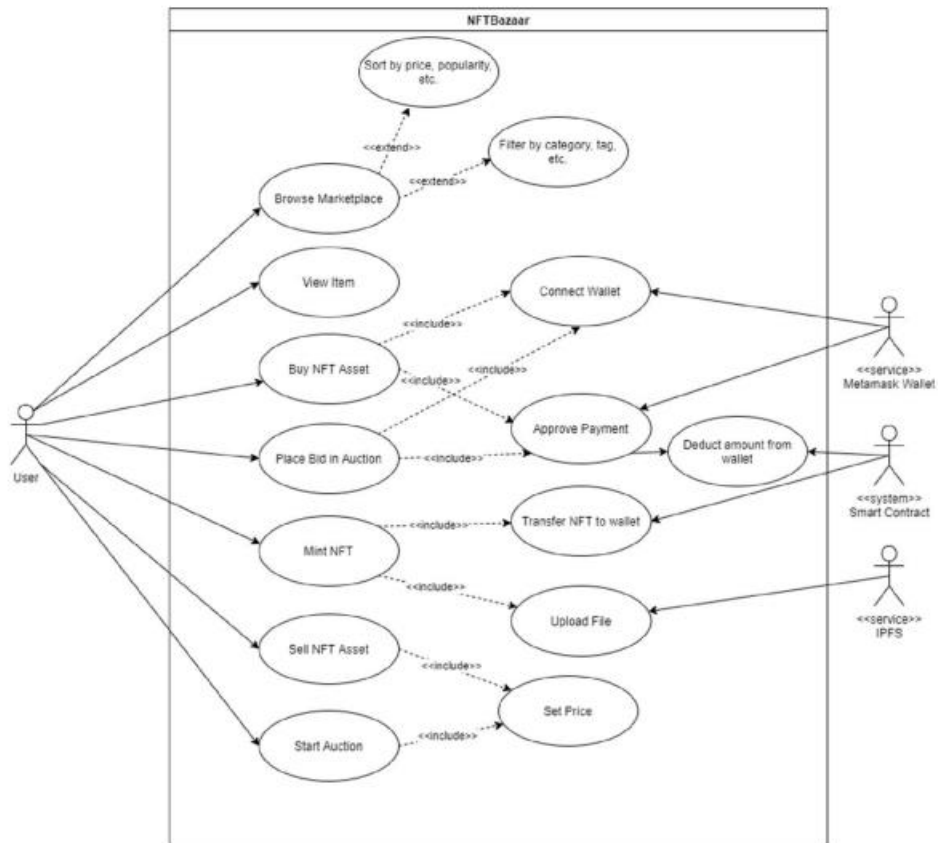 NFTBazaar
Sort by price, popularity,
etc.
<<extend>>
Filter by category, tag,
etc.
<<extend>>
Browse Marketplace
View Item
Connect Wallet
<<include>>
<<service>>
Metamask Wallet
Buy NFT Asset
<<include>>
<<include>>
Approve Payment
Deduct amount from
wallet
Place Bid in Auction
<<include>>
User
<<system>>
Smart Contract
<<include>>
Transfer NFT to wallet
Mint NFT
<<include>>
Upload File
<<service>>
IPFS
Sell NFT Asset
<<include>>
Set Price
<<include>>
Start Auction